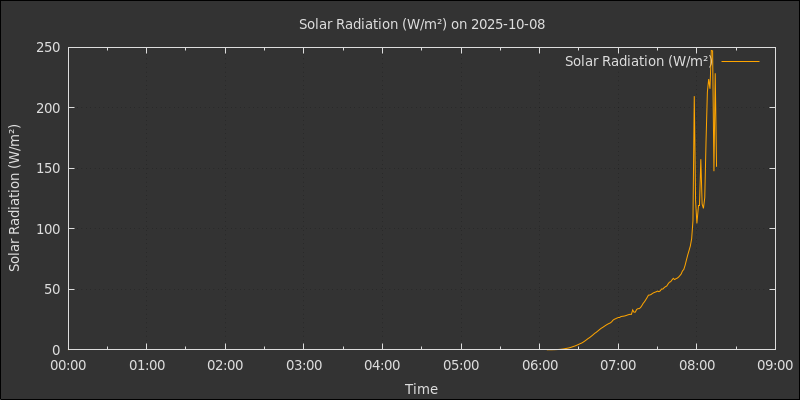 Solar Radiation (W/m²) on 2025-10-08
Solar Radiation (W/m²)
Solar Radiation (W/m²)
250
200
150
100
50
0
00:00 01:00 02:00 03:00 04:00 05:00 06:00 07:00 08:00 09:00
Time